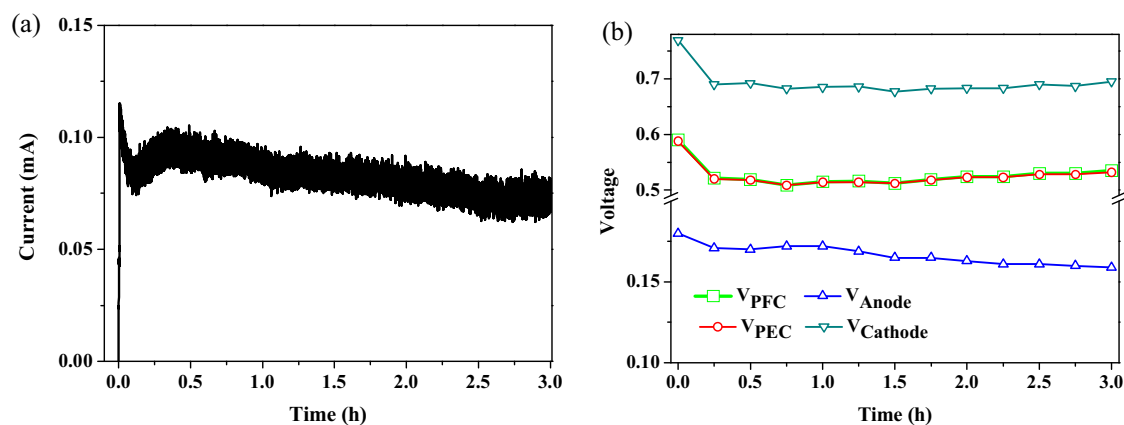 (a)
0.15
0.10
0.05
0.00
Current (mA)
0.0 0.5 1.0 1.5 2.0 2.5 3.0
Time (h)
(b)
0.7
0.6
0.5
0.15
0.10
Voltage
V_PFC V_Anode
V_PEC V_Cathode
0.0 0.5 1.0 1.5 2.0 2.5 3.0
Time (h)